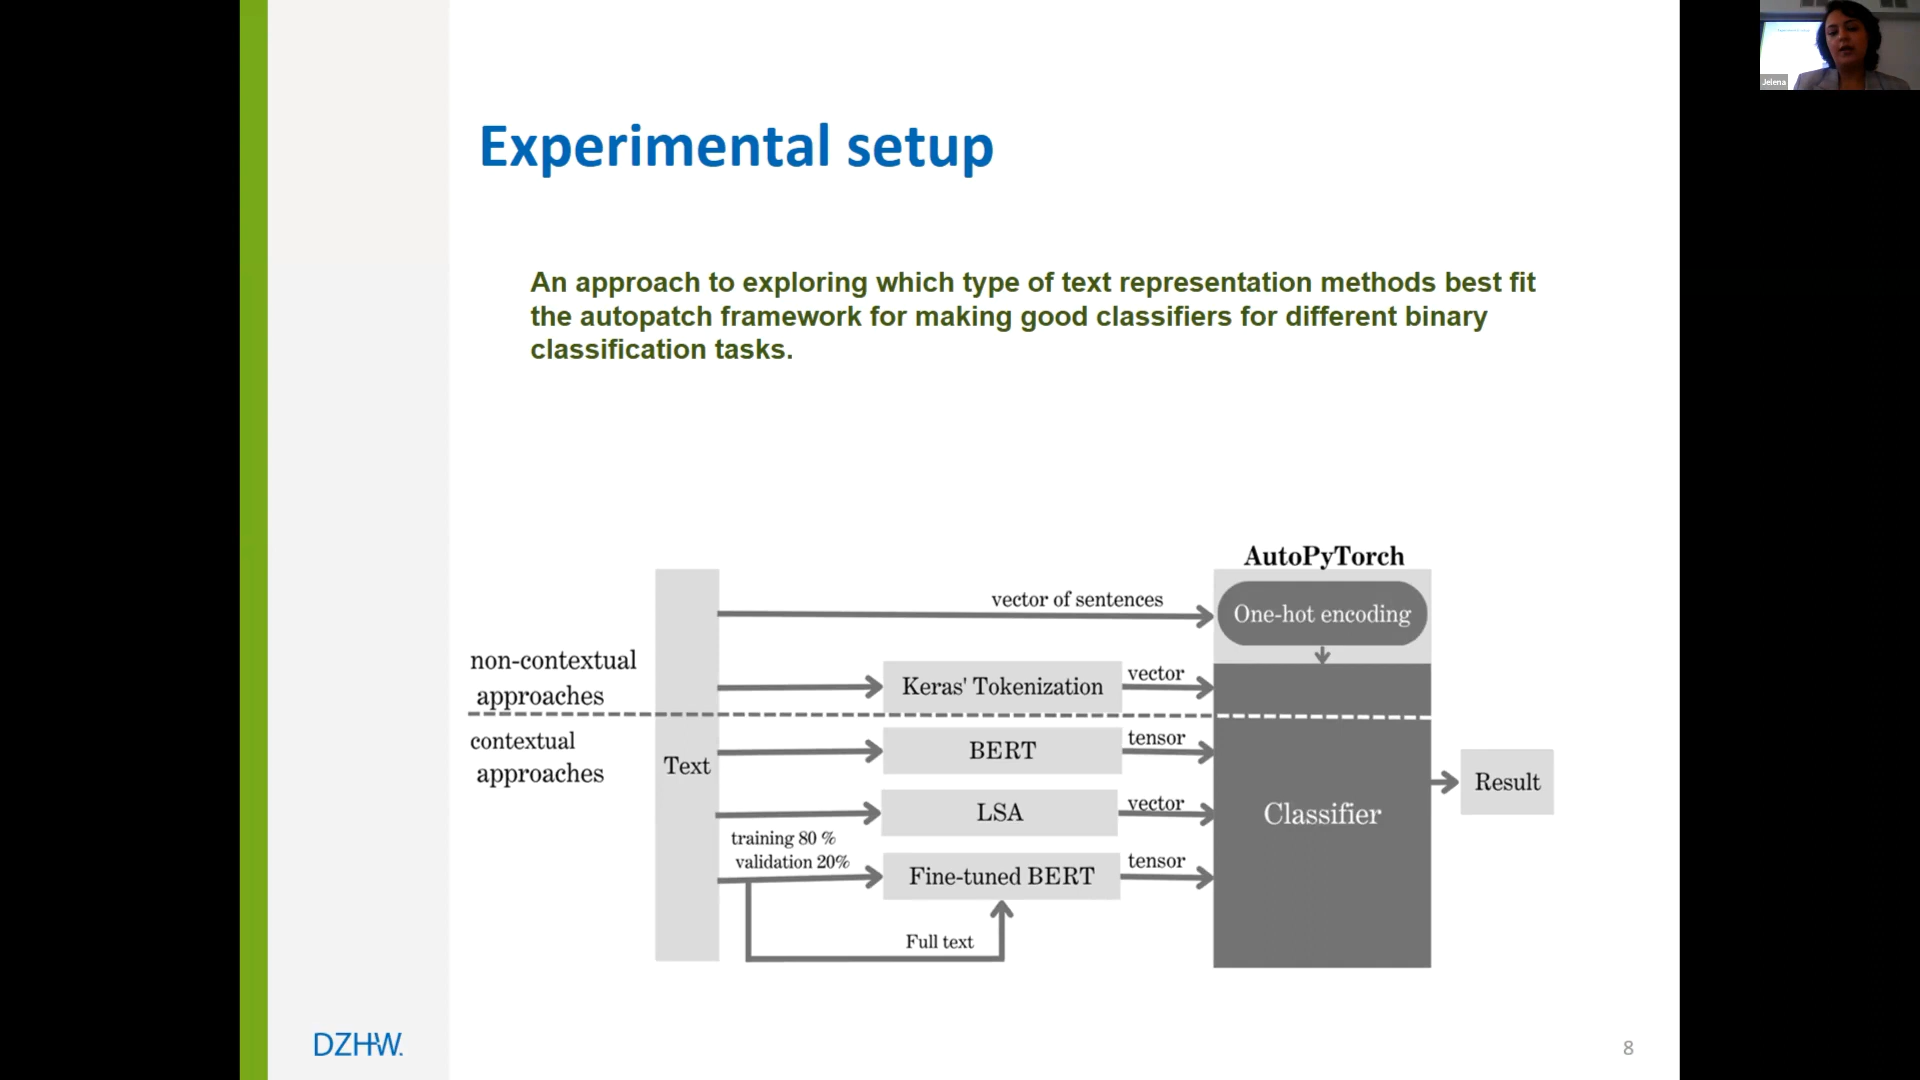 Jelena
Experimental setup
An approach to exploring which type of text representation methods best fit
the autopatch framework for making good classifiers for different binary
classification tasks.
AutoPyTorch
vector of sentences
One-hot encoding
non-contextual
approaches
Keras' Tokenization
vector
contextual
approaches
Text
BERT
tensor
LSA
vector
Classifier
Result
training 80 %
validation 20%
Fine-tuned BERT
tensor
Full text
DZHW.
8